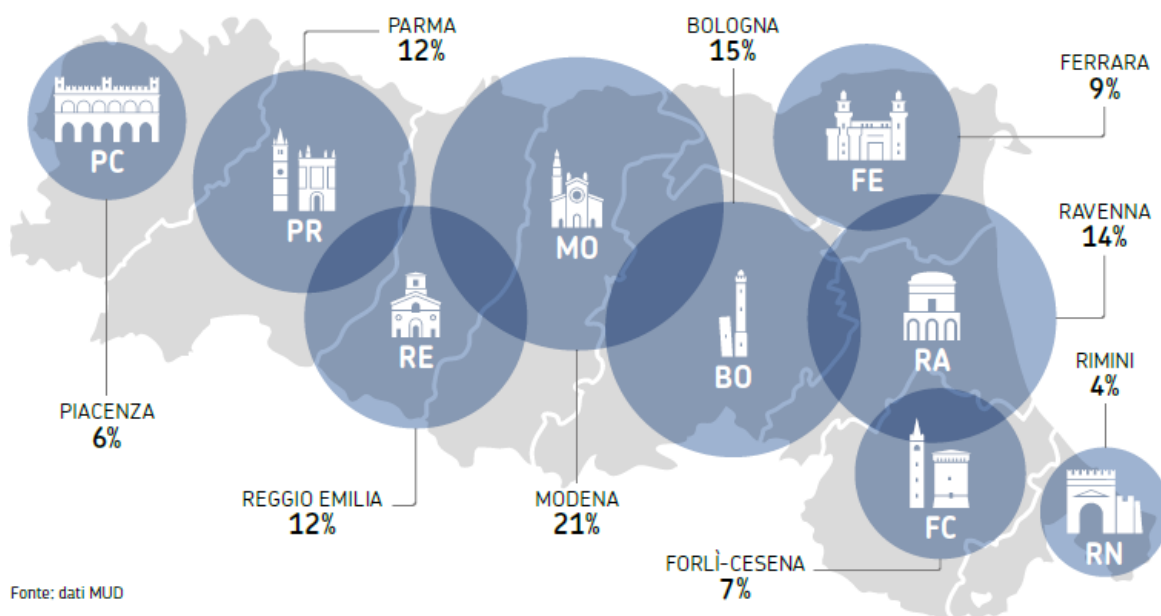 PARMA
12%
BOLOGNA
15%
FERRARA
9%
PC
FE
PR
MO
RAVENNA
14%
RE
BO
RA
RIMINI
4%
PIACENZA
6%
REGGIO EMILIA
12%
MODENA
21%
FC
RN
FORLÌ-CESENA
7%
Fonte: dati MUD